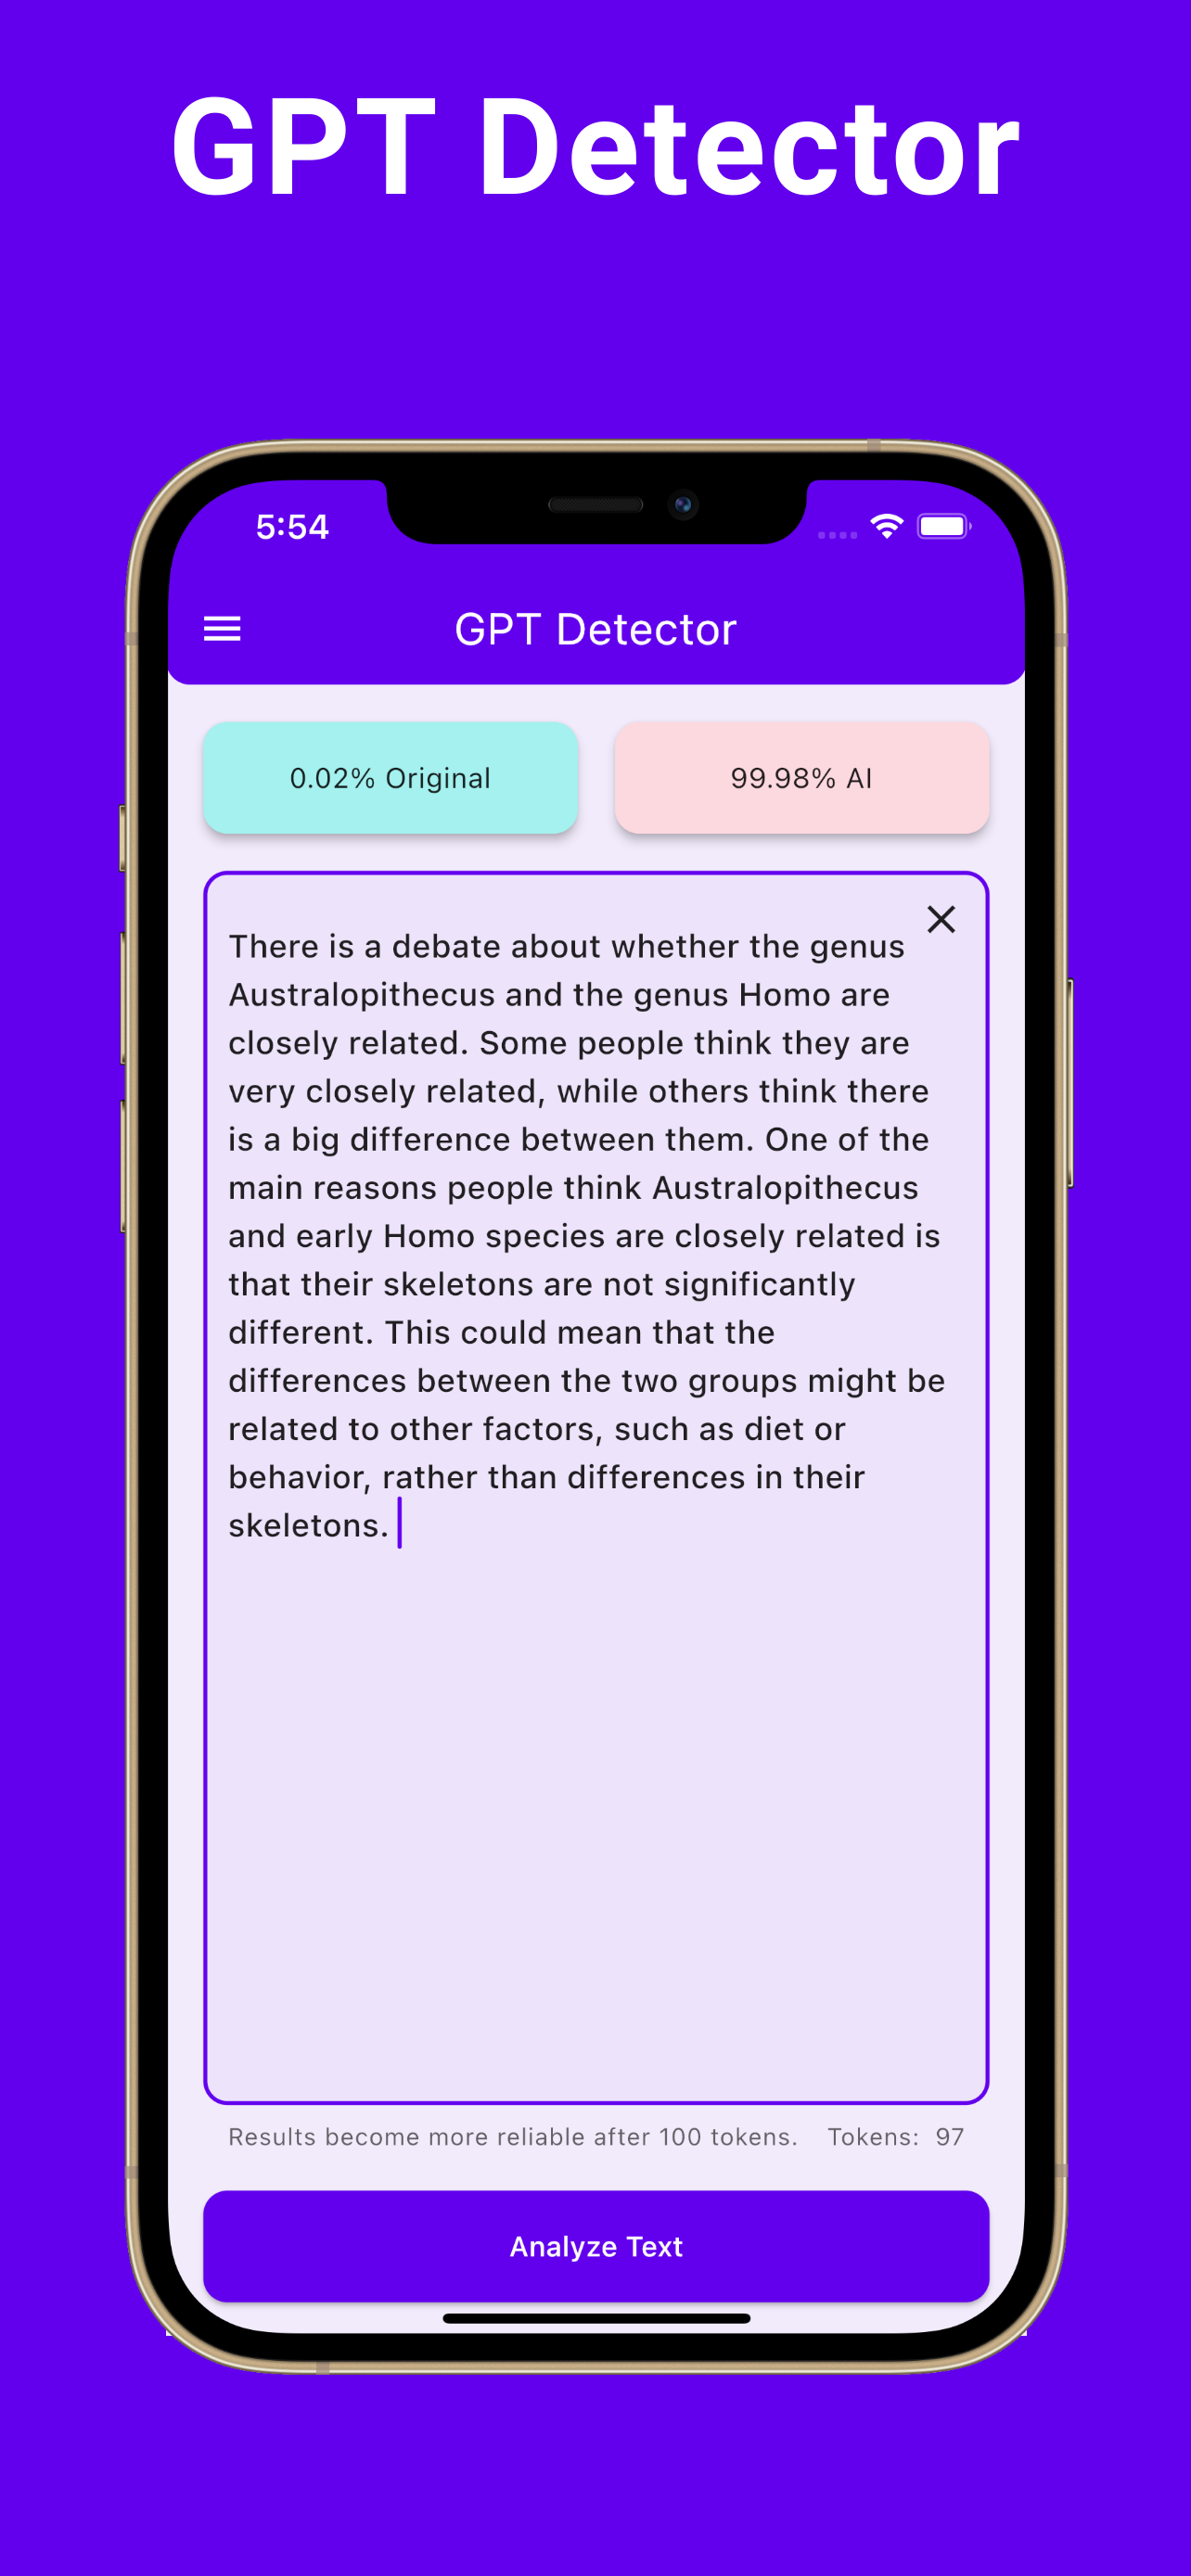 GPT Detector
5:54
GPT Detector
0.02% Original
99.98% AI
There is a debate about whether the genus
Australopithecus and the genus Homo are
closely related. Some people think they are
very closely related, while others think there
is a big difference between them. One of the
main reasons people think Australopithecus
and early Homo species are closely related is
that their skeletons are not significantly
different. This could mean that the
differences between the two groups might be
related to other factors, such as diet or
behavior, rather than differences in their
skeletons.
Results become more reliable after 100 tokens.
Tokens: 97
Analyze Text